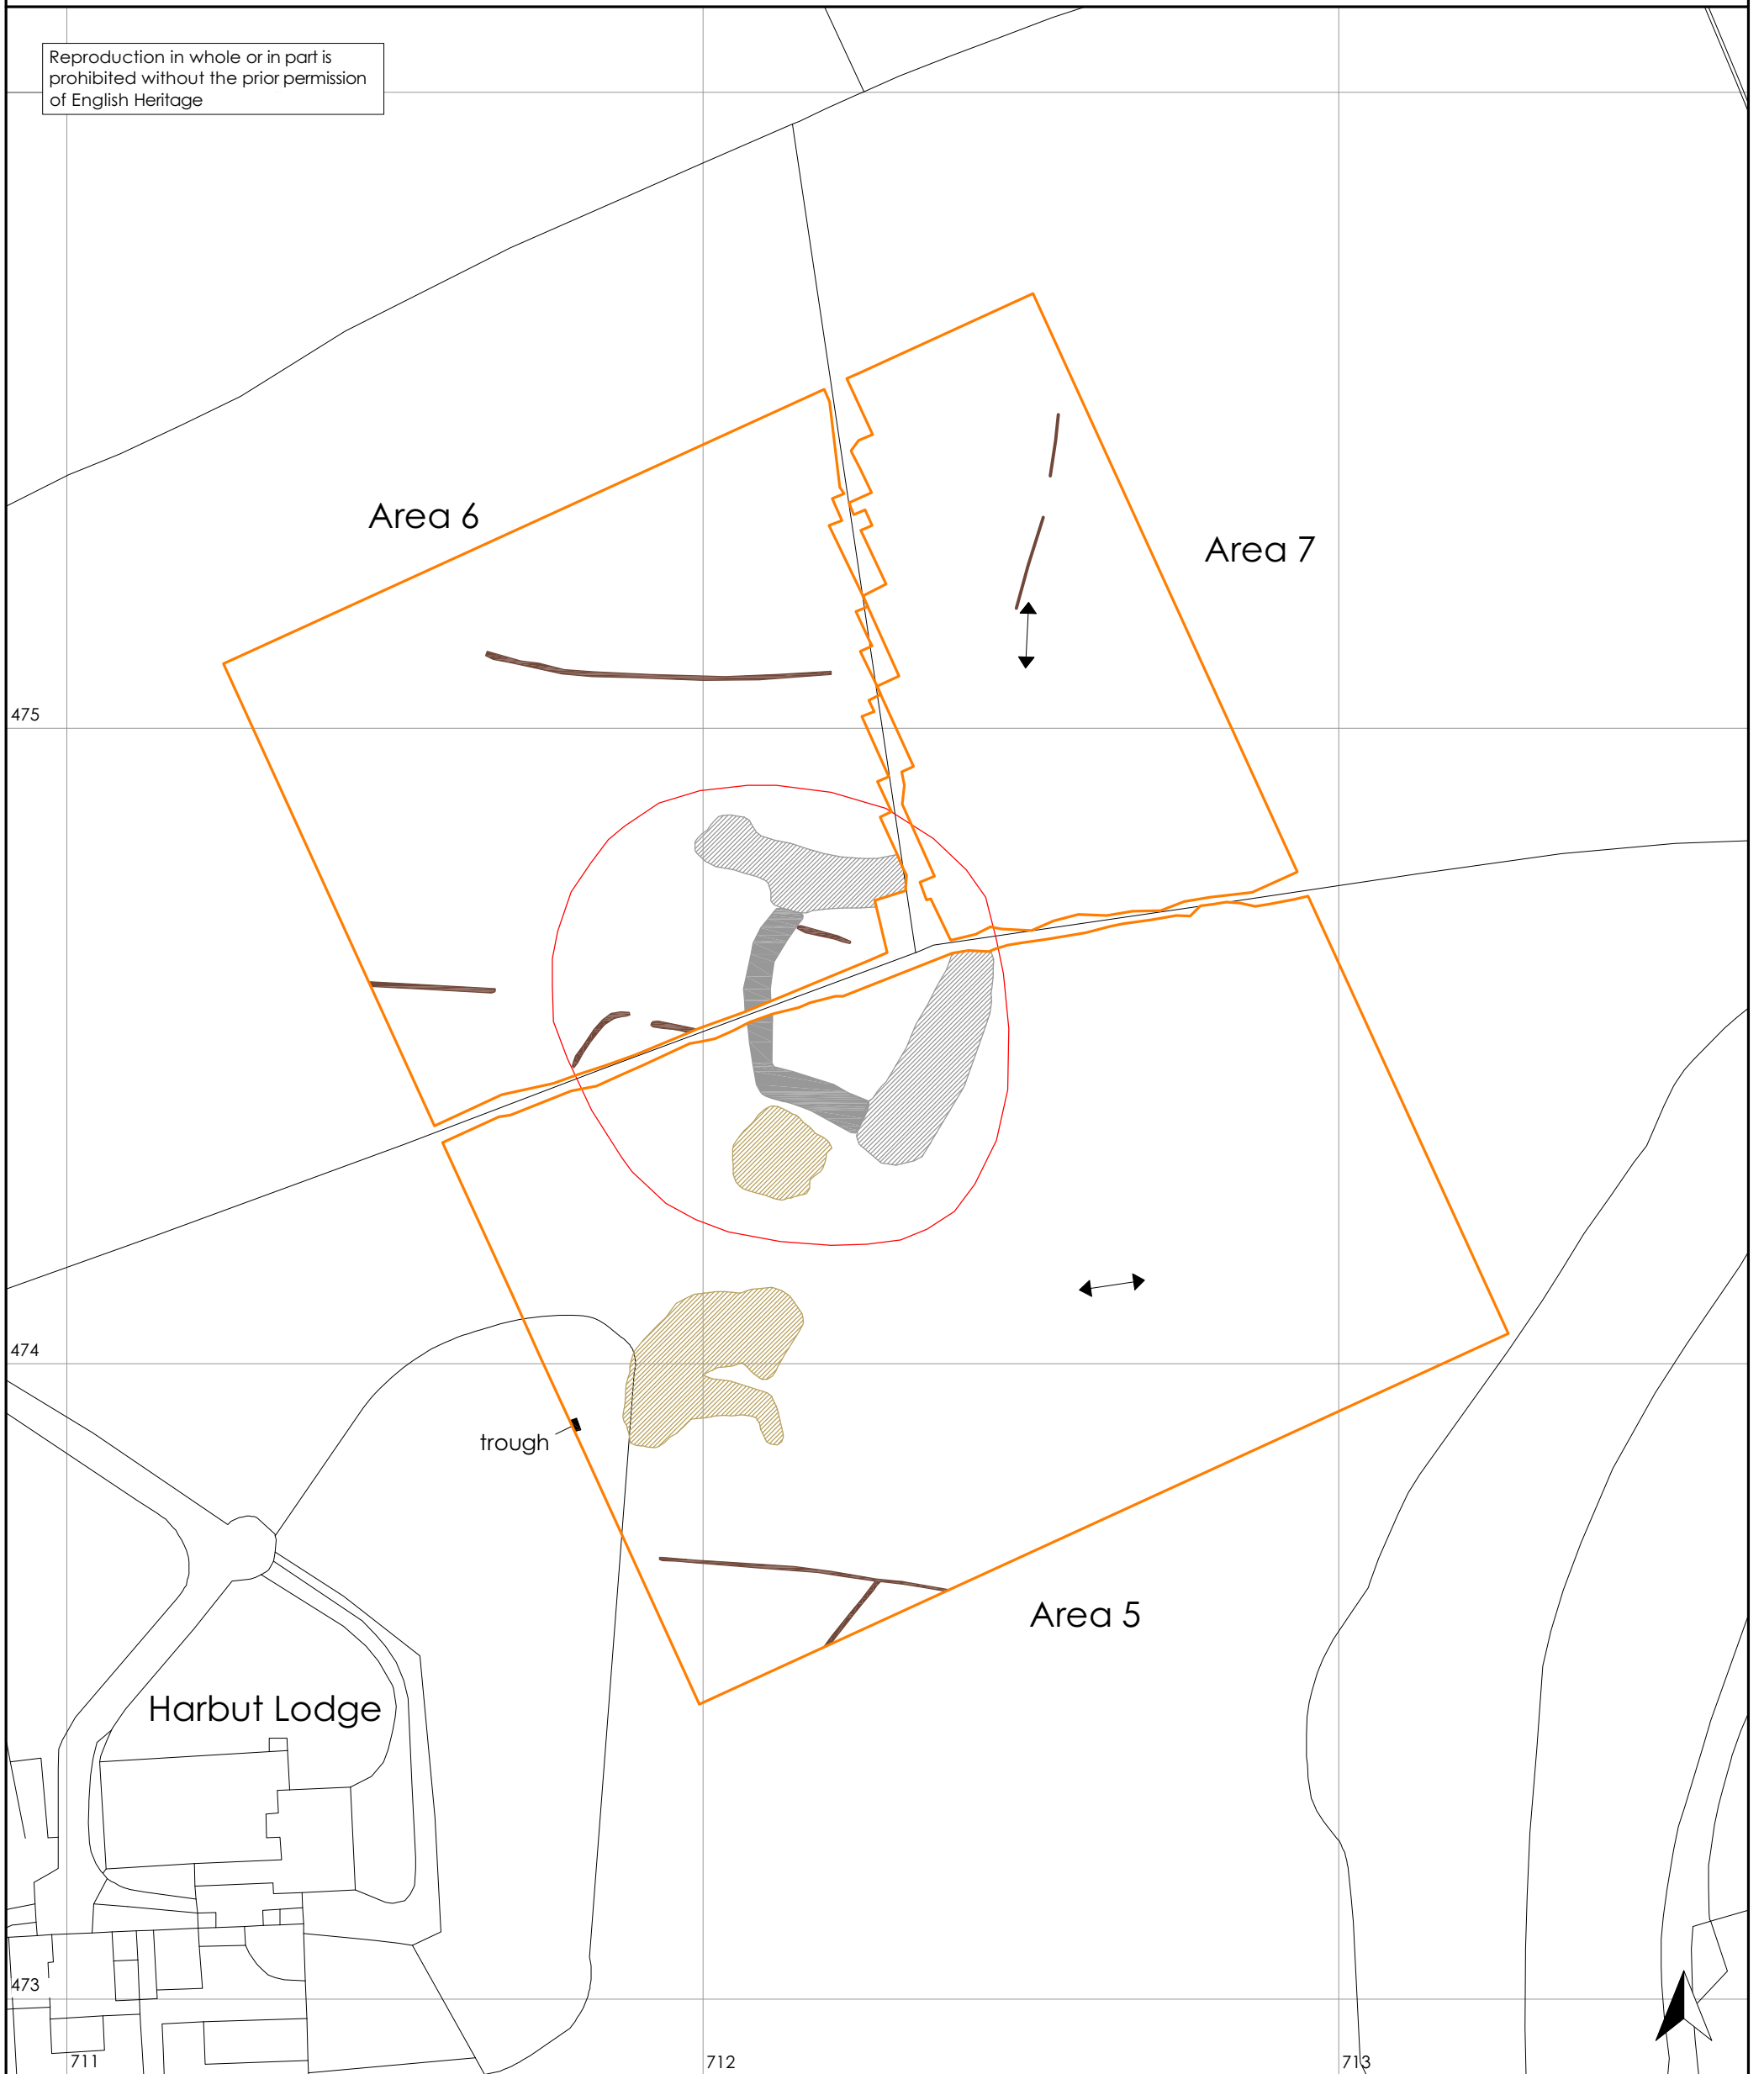 Reproduction in whole or in part is
prohibited without the prior permission
of English Heritage
Area 6
Area 7
475
474
trough
Area 5
Harbut Lodge
473
711
712
713